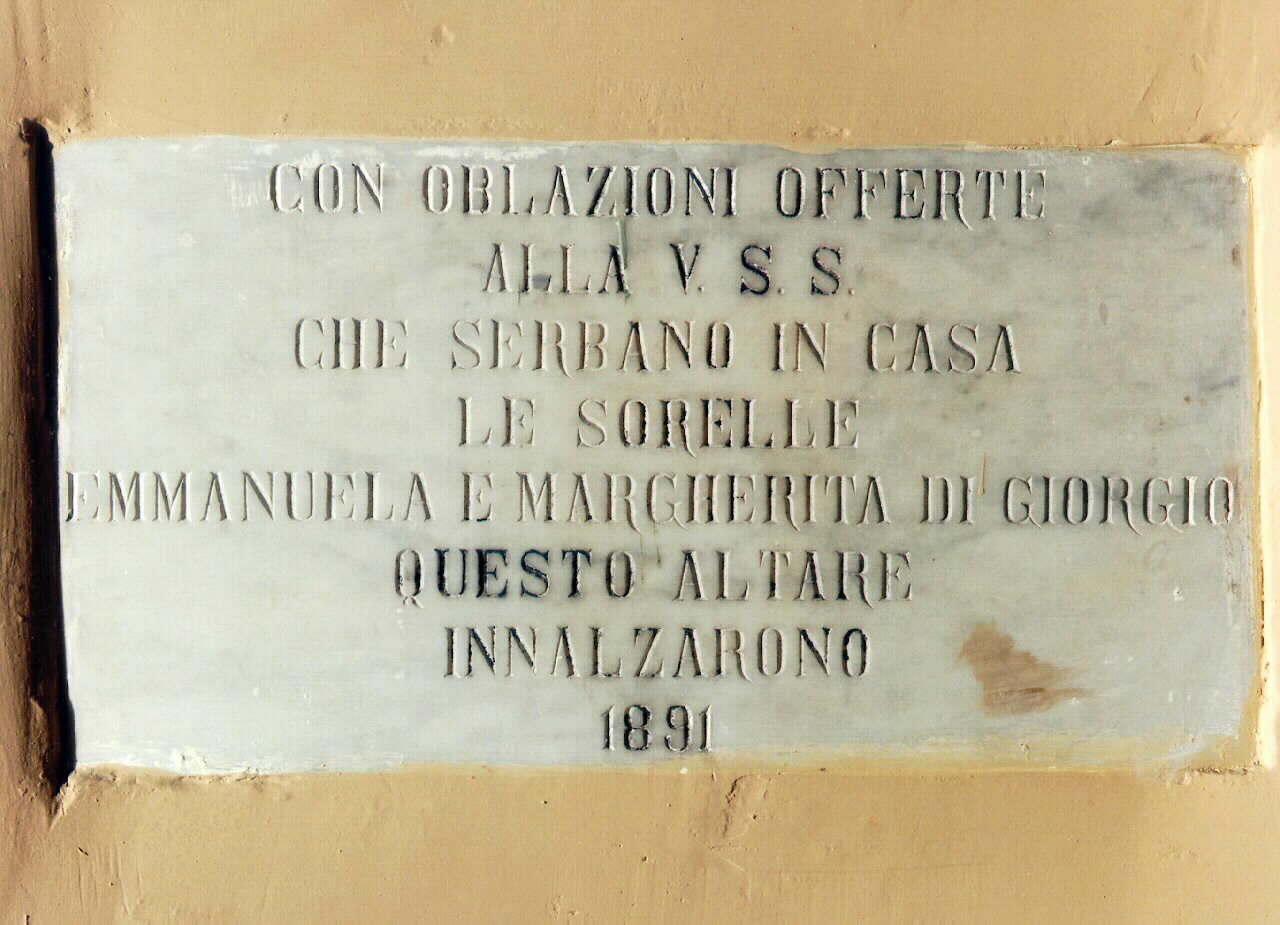 CON OBLAZIONI OFFERTE
ALLA V. S. S.
CHE SERBANO IN CASA
LE SORELLE
EMMANUELA E MARGHERITA DI GIORGIO
QUESTO ALTARE
INNALZARONO
1891